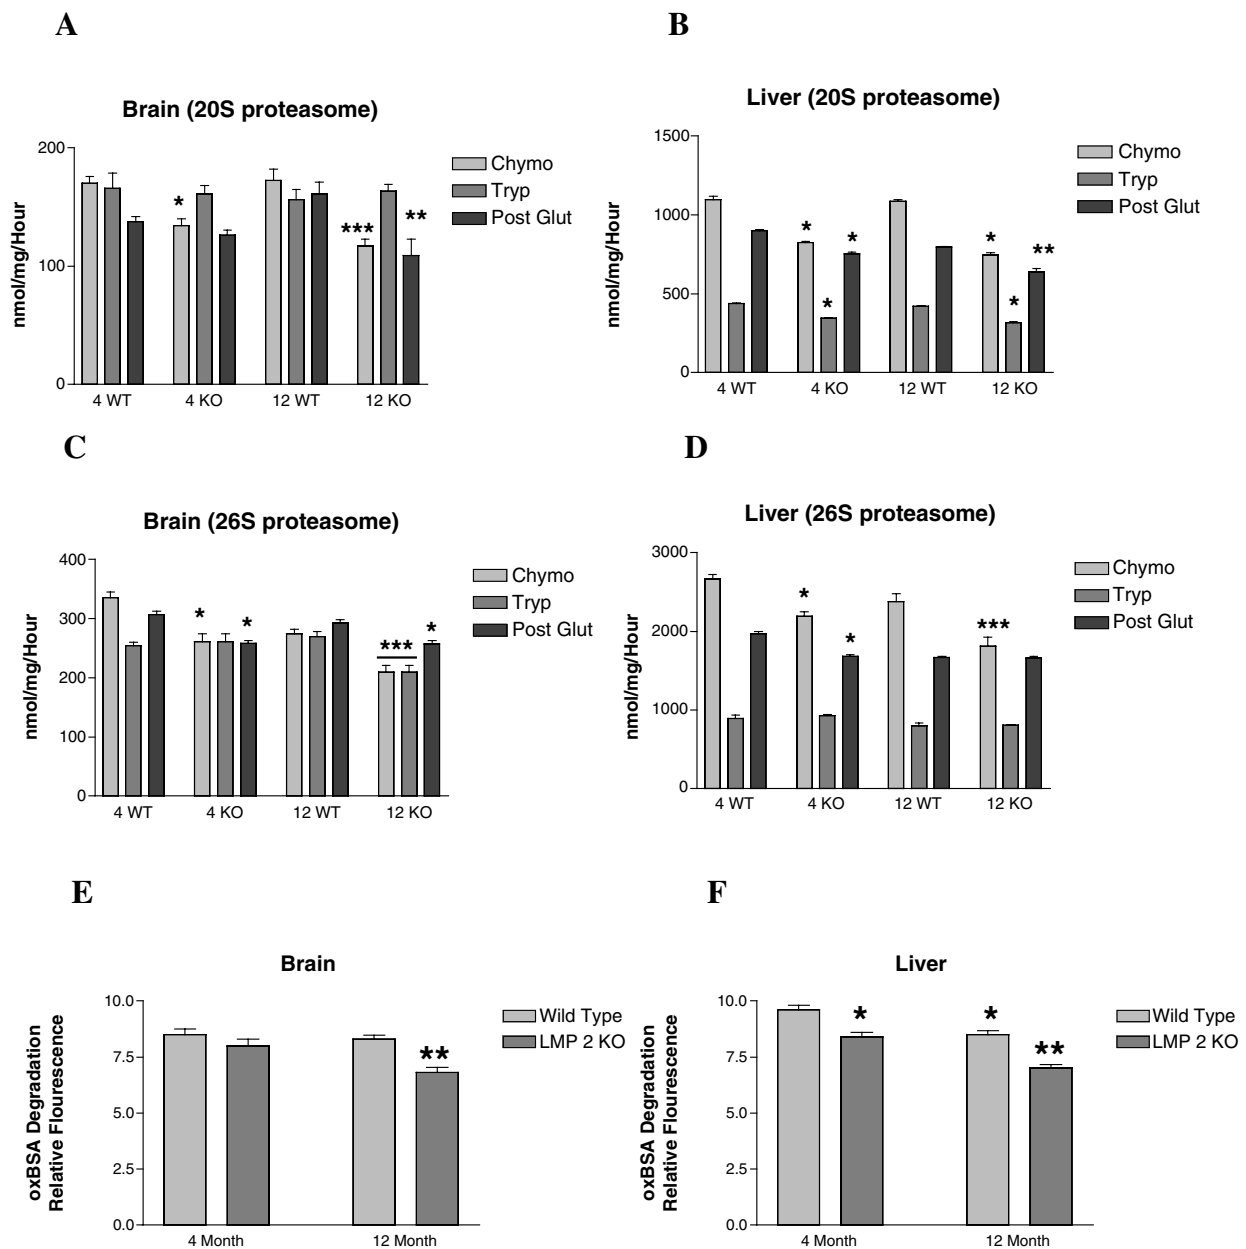 A
Brain (20S proteasome)
nmol/mg/Hour
200
100
0
Chymo
Tryp
Post Glut
*
***
**
4 WT
4 KO
12 WT
12 KO
B
Liver (20S proteasome)
nmol/mg/Hour
1500
1000
500
0
Chymo
Tryp
Post Glut
*
*
*
*
*
**
4 WT
4 KO
12 WT
12 KO
C
Brain (26S proteasome)
nmol/mg/Hour
400
300
200
100
0
Chymo
Tryp
Post Glut
*
*
***
*
4 WT
4 KO
12 WT
12 KO
D
Liver (26S proteasome)
nmol/mg/Hour
3000
2000
1000
0
Chymo
Tryp
Post Glut
*
*
***
4 WT
4 KO
12 WT
12 KO
E
Brain
oxBSA Degradation
Relative Flourescence
10.0
7.5
5.0
2.5
0.0
Wild Type
LMP 2 KO
**
4 Month
12 Month
F
Liver
oxBSA Degradation
Relative Flourescence
10.0
7.5
5.0
2.5
0.0
Wild Type
LMP 2 KO
*
*
**
4 Month
12 Month